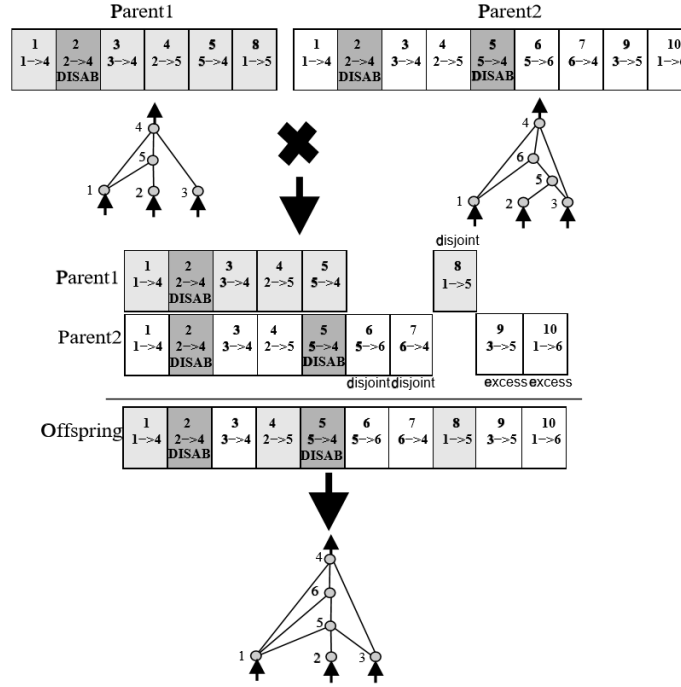 Parent1
Parent2
1 2 3 4 5 8
1->4 2->4 3->4 2->5 5->4 1->5
DISAB
1 2 3 4 5 6 7 9 10
1->4 2->4 3->4 2->5 5->4 5->6 6->4 3->5 1->6
DISAB DISAB
4
5
1 2 3
4
6
5
1 2 3
disjoint
Parent1
1 2 3 4 5 8
1->4 2->4 3->4 2->5 5->4 1->5
DISAB
Parent2
1 2 3 4 5 6 7 9 10
1->4 2->4 3->4 2->5 5->4 5->6 6->4 3->5 1->6
DISAB DISAB
disjoint disjoint excess excess
Offspring
1 2 3 4 5 6 7 8 9 10
1->4 2->4 3->4 2->5 5->4 5->6 6->4 1->5 3->5 1->6
DISAB DISAB
4
6
5
1 2 3